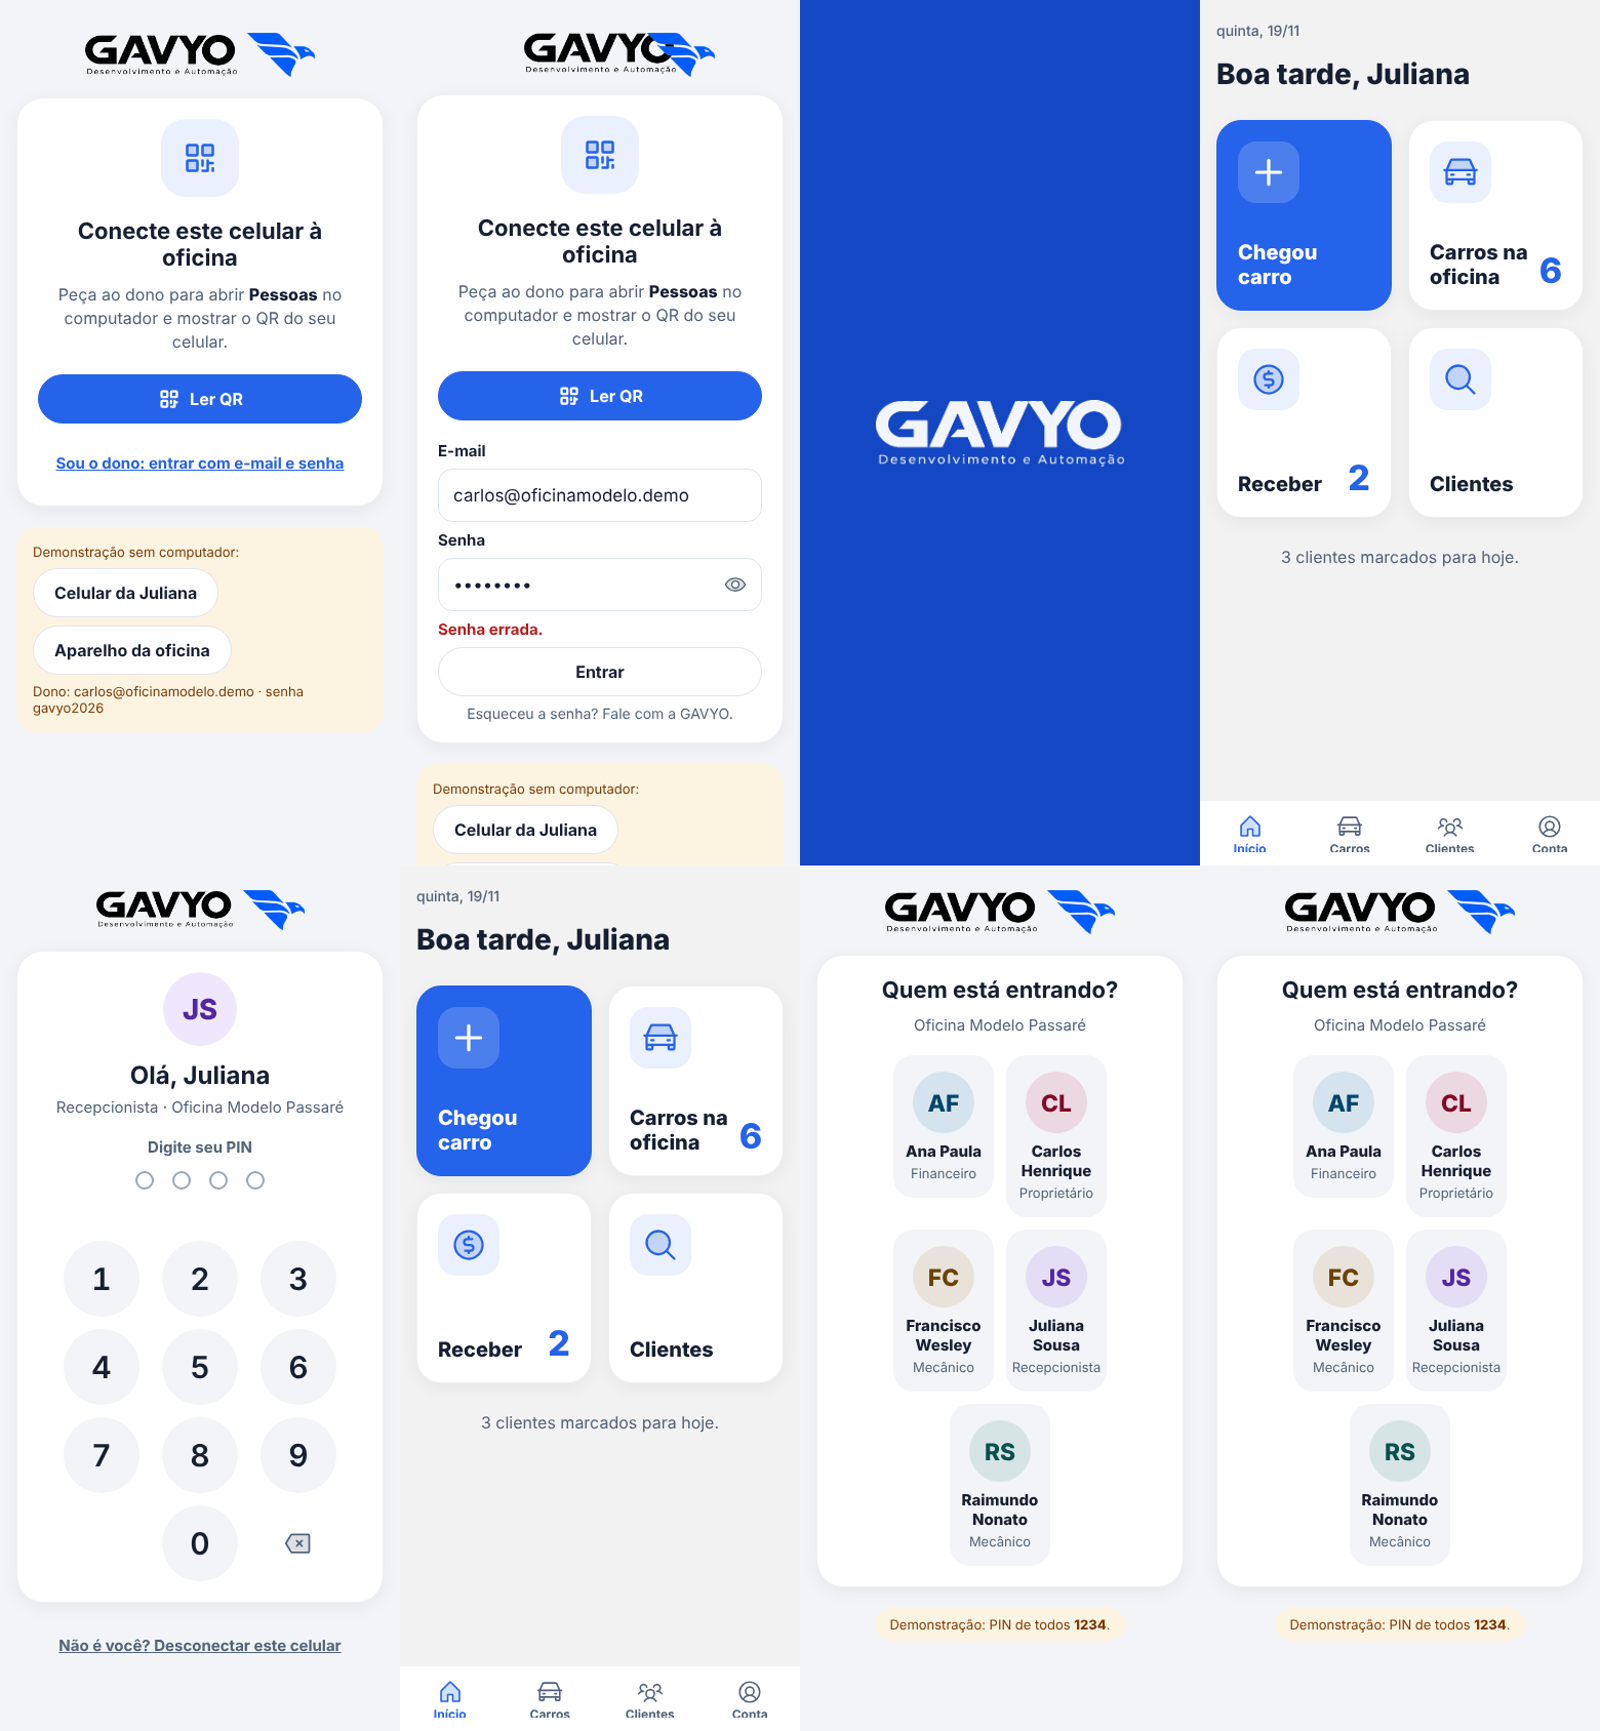 GAVYO
Desenvolvimento e Automação
Conecte este celular à
oficina
Peça ao dono para abrir Pessoas no
computador e mostrar o QR do seu
celular.
Ler QR
Sou o dono: entrar com e-mail e senha
Demonstração sem computador:
Celular da Juliana
Aparelho da oficina
Dono: carlos@oficinamodelo.demo · senha
gavyo2026
GAVYO
Desenvolvimento e Automação
Conecte este celular à
oficina
Peça ao dono para abrir Pessoas no
computador e mostrar o QR do seu
celular.
Ler QR
E-mail
carlos@oficinamodelo.demo
Senha
••••••••
Senha errada.
Entrar
Esqueceu a senha? Fale com a GAVYO.
Demonstração sem computador:
Celular da Juliana
GAVYO
Desenvolvimento e Automação
quinta, 19/11
Boa tarde, Juliana
Chegou
carro
Carros na
oficina 6
Receber 2
Clientes
3 clientes marcados para hoje.
Início Carros Clientes Conta
GAVYO
Desenvolvimento e Automação
JS
Olá, Juliana
Recepcionista · Oficina Modelo Passaré
Digite seu PIN
1 2 3
4 5 6
7 8 9
0
Não é você? Desconectar este celular
quinta, 19/11
Boa tarde, Juliana
Chegou
carro
Carros na
oficina 6
Receber 2
Clientes
3 clientes marcados para hoje.
Início Carros Clientes Conta
GAVYO
Desenvolvimento e Automação
Quem está entrando?
Oficina Modelo Passaré
AF
Ana Paula
Financeiro
CL
Carlos
Henrique
Proprietário
FC
Francisco
Wesley
Mecânico
JS
Juliana
Sousa
Recepcionista
RS
Raimundo
Nonato
Mecânico
Demonstração: PIN de todos 1234.
GAVYO
Desenvolvimento e Automação
Quem está entrando?
Oficina Modelo Passaré
AF
Ana Paula
Financeiro
CL
Carlos
Henrique
Proprietário
FC
Francisco
Wesley
Mecânico
JS
Juliana
Sousa
Recepcionista
RS
Raimundo
Nonato
Mecânico
Demonstração: PIN de todos 1234.